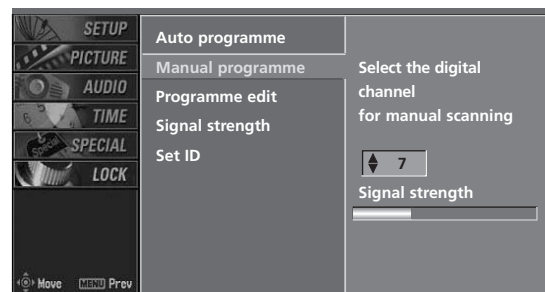 SETUP
PICTURE
AUDIO
TIME
SPECIAL
LOCK
Move MENU Prev
Auto programme
Manual programme
Programme edit
Signal strength
Set ID
Select the digital
channel
for manual scanning
7
Signal strength